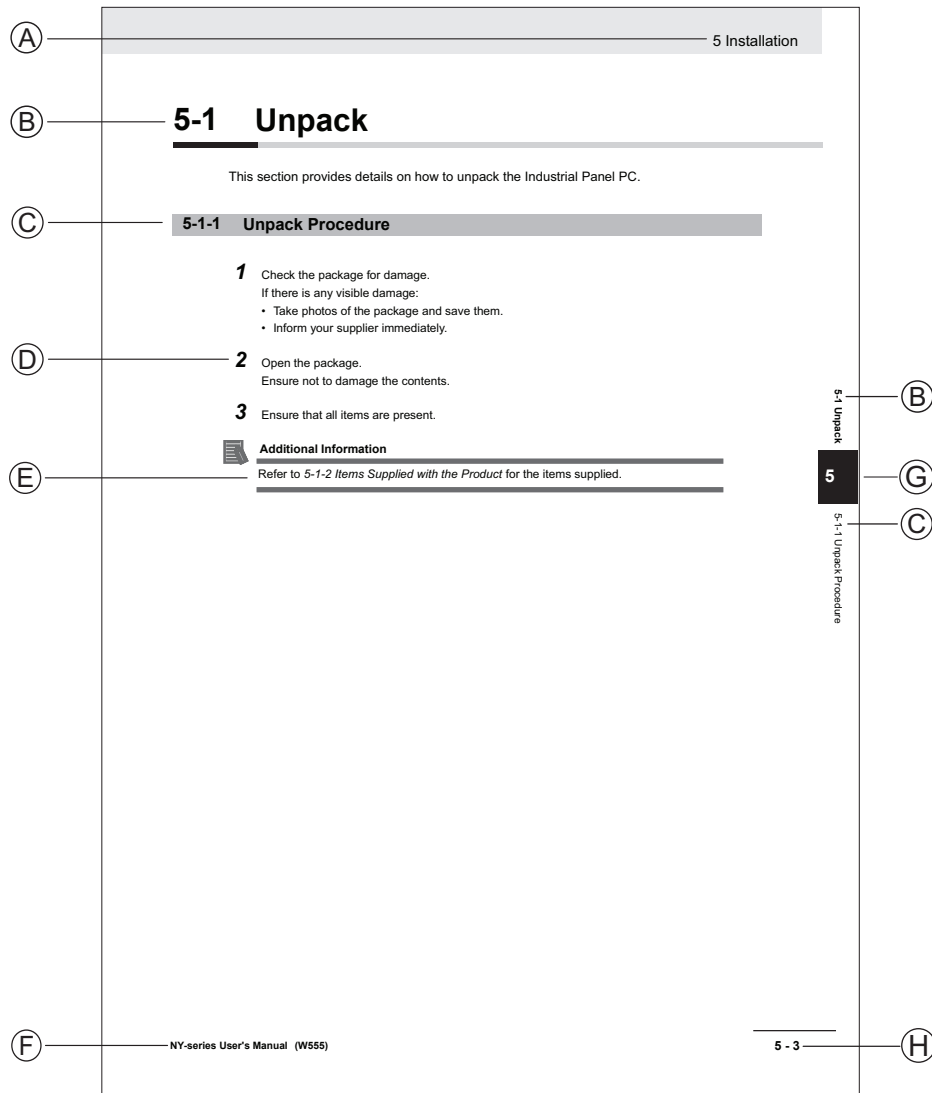 A
5 Installation
B
5-1 Unpack
This section provides details on how to unpack the Industrial Panel PC.
C
5-1-1 Unpack Procedure
1 Check the package for damage.
If there is any visible damage:
• Take photos of the package and save them.
• Inform your supplier immediately.
D
2 Open the package.
Ensure not to damage the contents.
3 Ensure that all items are present.
Additional Information
E
Refer to 5-1-2 Items Supplied with the Product for the items supplied.
5-1 Unpack
B
5
G
5-1-1 Unpack Procedure
C
F
NY-series User's Manual (W555)
5 - 3
H